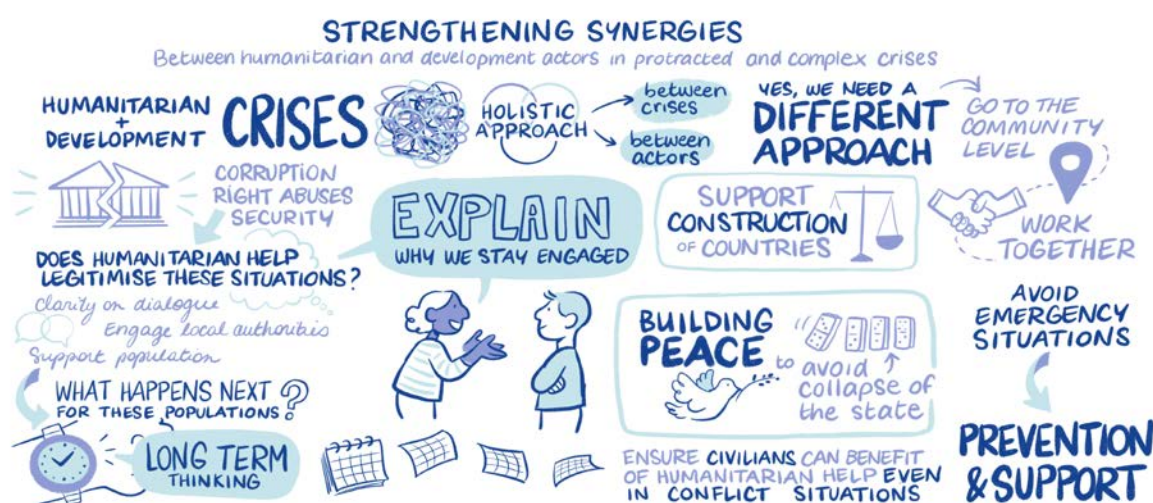 STRENGTHENING SYNERGIES
Between humanitarian and development actors in protracted and complex crises
HUMANITARIAN
+
DEVELOPMENT
CRISES
HOLISTIC
APPROACH
between
crises
between
actors
YES, WE NEED A
DIFFERENT
APPROACH
GO TO THE
COMMUNITY
LEVEL
WORK
TOGETHER
CORRUPTION
RIGHT ABUSES
SECURITY
DOES HUMANITARIAN HELP
LEGITIMISE THESE SITUATIONS?
Clarity on dialogue
Engage local authorities
Support population
WHAT HAPPENS NEXT
FOR THESE POPULATIONS?
LONG TERM
THINKING
EXPLAIN
WHY WE STAY ENGAGED
SUPPORT
CONSTRUCTION
OF COUNTRIES
BUILDING
PEACE
to avoid
collapse of
the state
ENSURE CIVILIANS CAN BENEFIT
OF HUMANITARIAN HELP EVEN
IN CONFLICT SITUATIONS
AVOID
EMERGENCY
SITUATIONS
PREVENTION
& SUPPORT